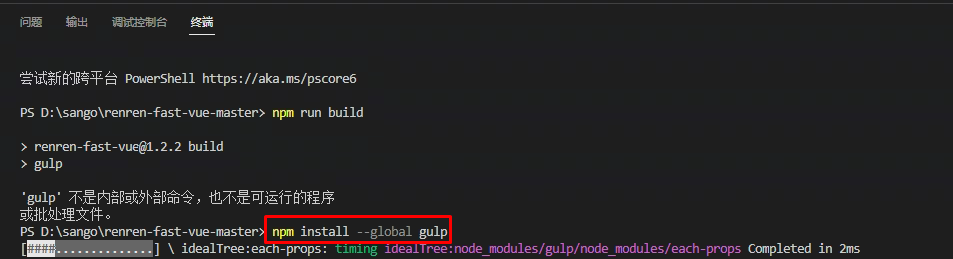 问题 输出 调试控制台 终端
尝试新的跨平台 PowerShell https://aka.ms/pscore6
PS D:\sango\renren-fast-vue-master> npm run build
> renren-fast-vue@1.2.2 build
> gulp
'gulp' 不是内部或外部命令，也不是可运行的程序
或批处理文件。
PS D:\sango\renren-fast-vue-master> npm install --global gulp
[####..............] \ idealTree:each-props: timing idealTree:node_modules/gulp/node_modules/each-props Completed in 2ms